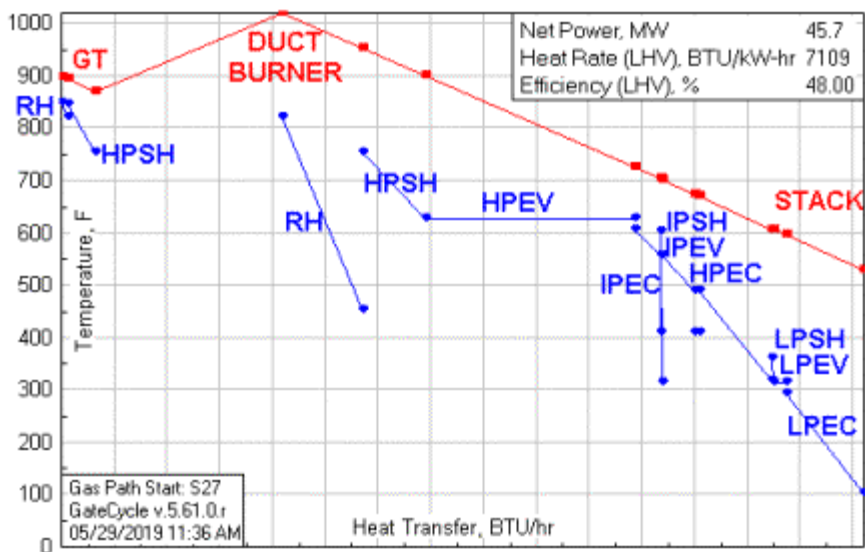 1000
900
800
700
600
500
400
300
200
100
0
Temperature, F
Heat Transfer, BTU/hr
Net Power, MW 45.7
Heat Rate (LHV), BTU/kW-hr 7109
Efficiency (LHV), % 48.00
GT
DUCT
BURNER
STACK
RH
HPSH
RH
HPSH
HPEV
IPSH
IPEV
IPEC
HPEC
LPSH
LPEV
LPEC
Gas Path Start: S27
GateCycle v.5.61.0.r
05/29/2019 11:36 AM